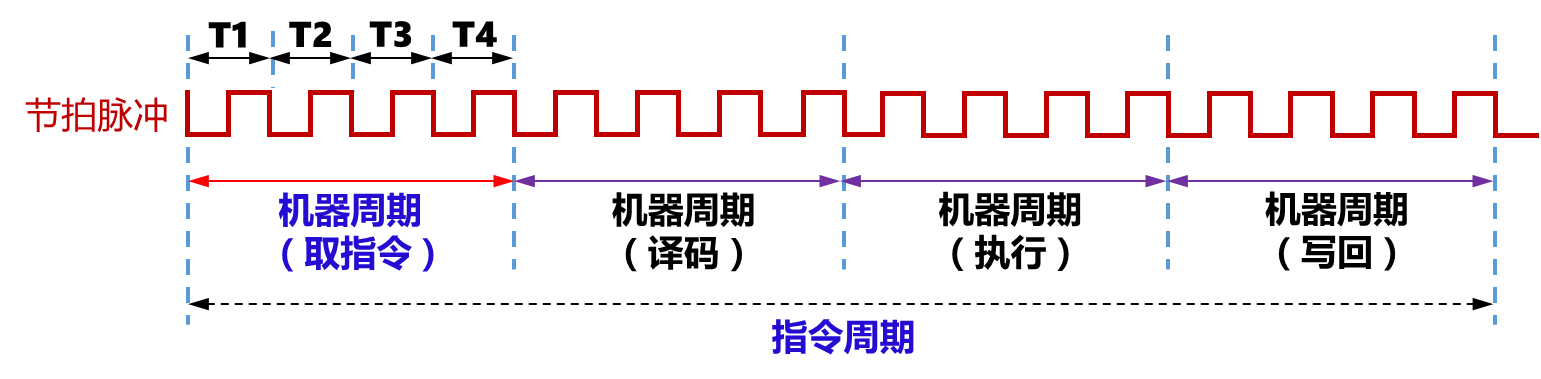 T1 T2 T3 T4
节拍脉冲
机器周期
（取指令）
机器周期
（译码）
机器周期
（执行）
机器周期
（写回）
指令周期